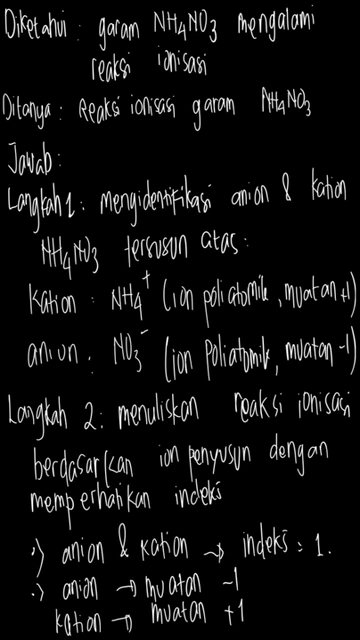 Diketahui : garam NH4NO3 mengalami
reaksi ionisasi
Ditanya : Reaksi ionisasi garam NH4NO3
Jawab:
Langkah 1 : mengidentifikasi anion & kation
NH4NO3 tersusun atas :
kation : NH4⁺ (ion poliatomik, muatan +1)
anion : NO3⁻ (ion poliatomik, muatan -1)
Langkah 2 : menuliskan reaksi ionisasi
berdasarkan ion penyusun dengan
memperhatikan indeks
:) anion & kation → indeks = 1.
:) anion → muatan -1
kation → muatan +1